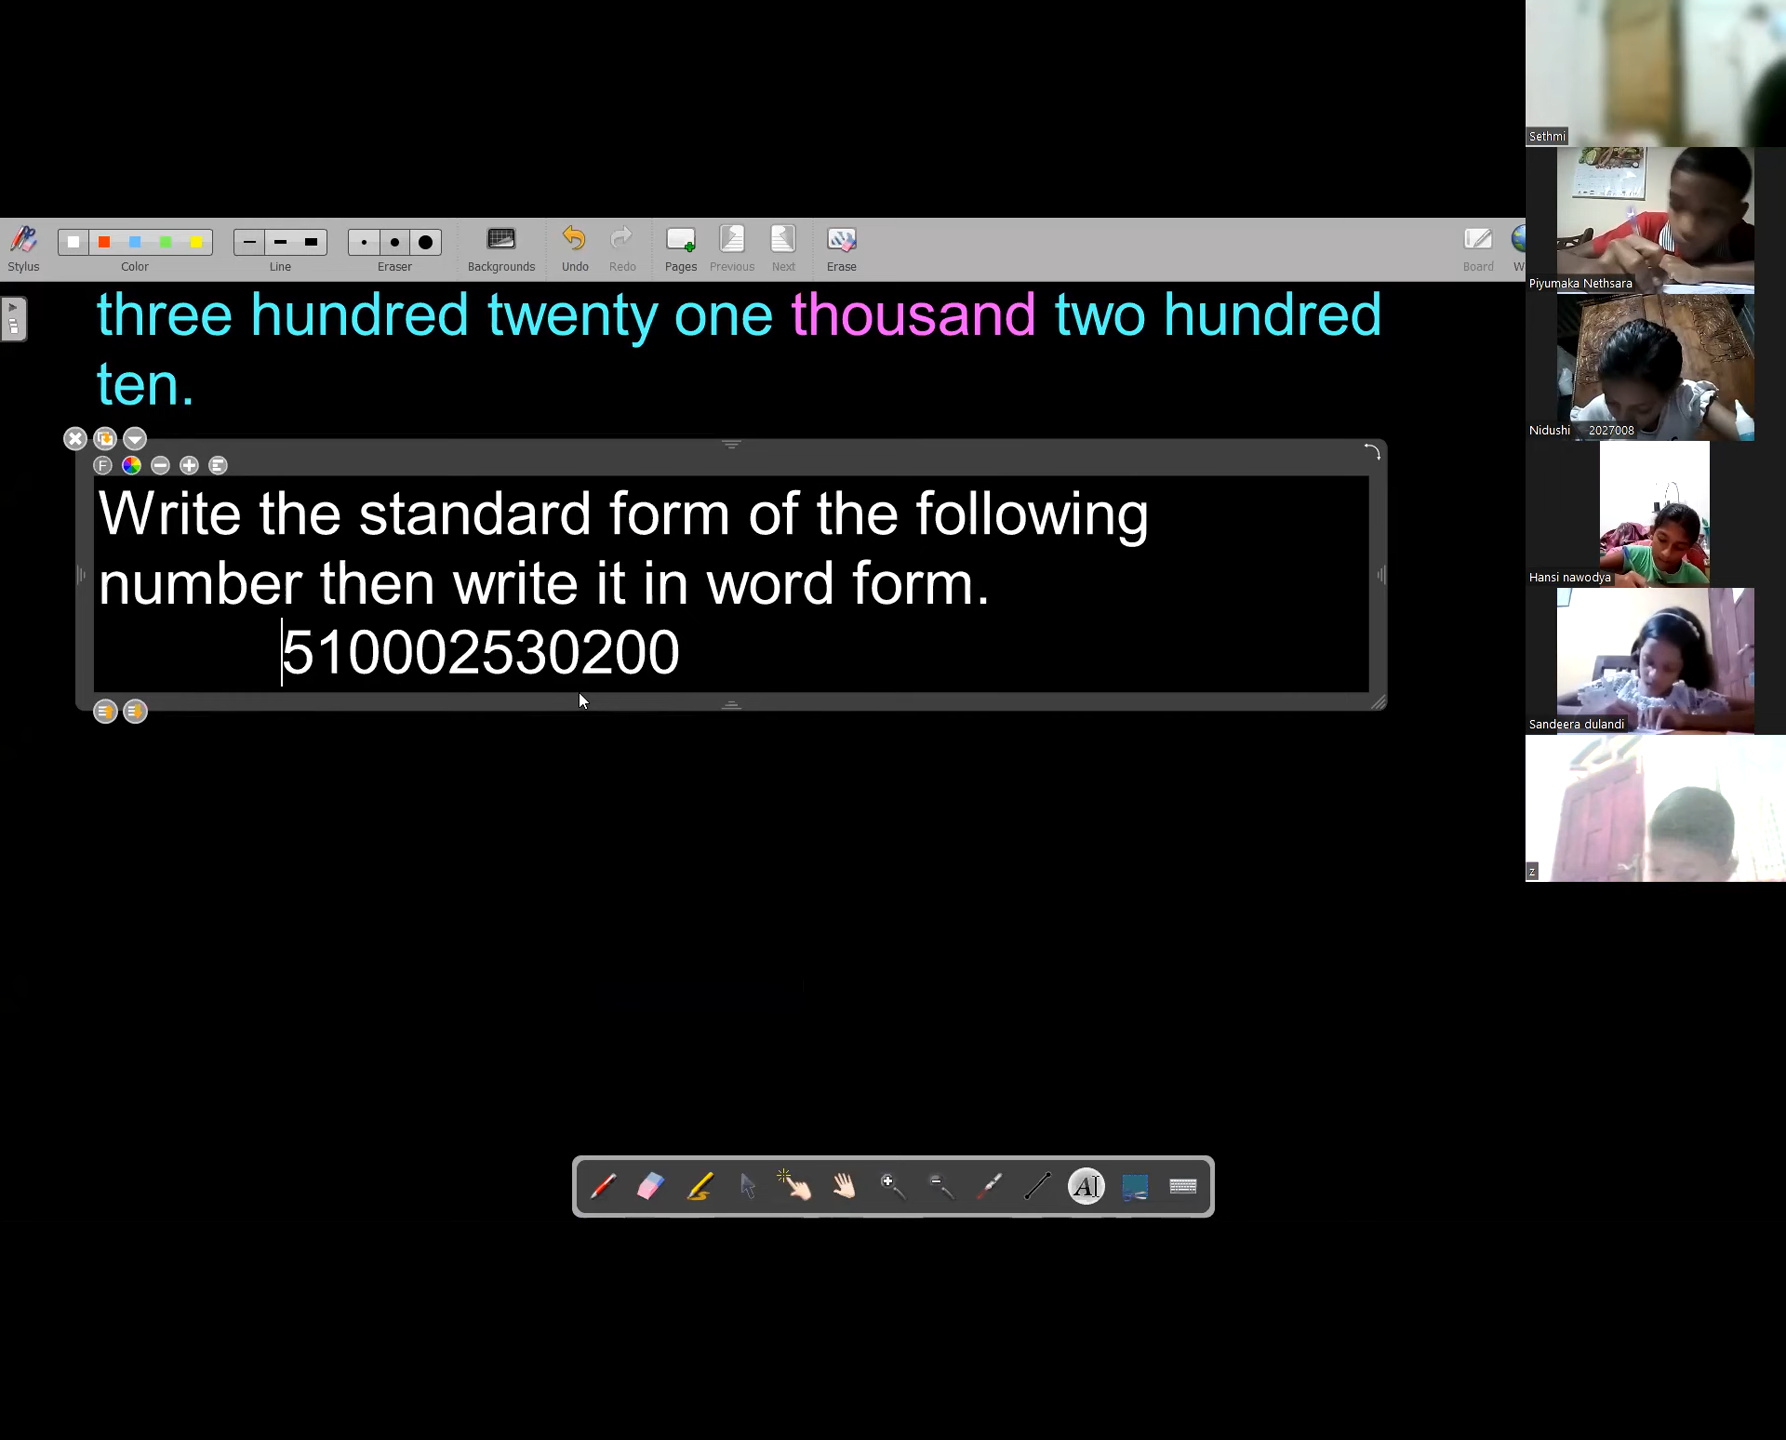 Sethmi
Piyumaka Nethsara
Nidushi 2027008
Hansi nawodya
Sandeera dulandi
z
Stylus
Color
Line
Eraser
Backgrounds
Undo
Redo
Pages
Previous
Next
Erase
Board
W
three hundred twenty one thousand two hundred
ten.
F
Write the standard form of the following
number then write it in word form.
510002530200
AI